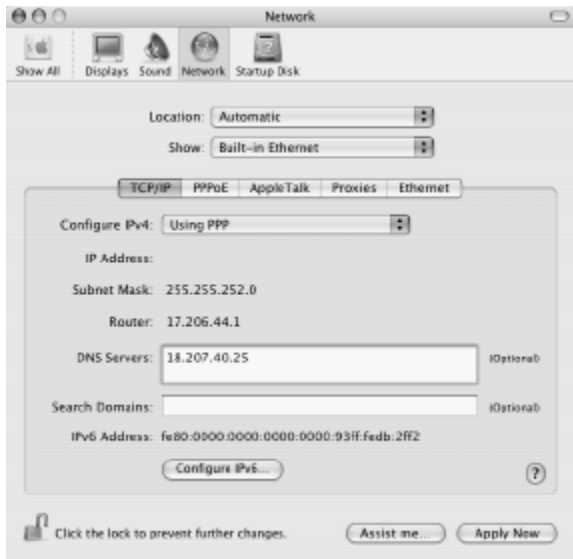 Network
Show All Displays Sound Network Startup Disk
Location: Automatic
Show: Built-in Ethernet
TCP/IP PPPoE AppleTalk Proxies Ethernet
Configure IPv4: Using PPP
IP Address:
Subnet Mask: 255.255.252.0
Router: 17.206.44.1
DNS Servers: 18.207.40.25 (Optional)
Search Domains: (Optional)
IPv6 Address: fe80:0000:0000:0000:0000:93ff:fedb:2ff2
Configure IPv6... ?
Click the lock to prevent further changes. Assist me... Apply Now